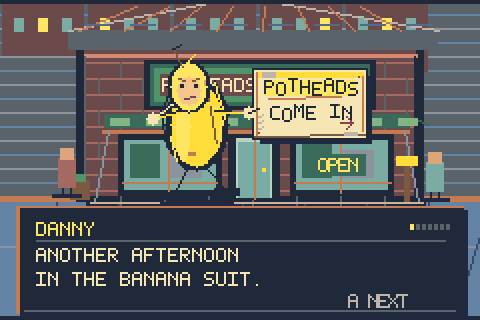 POTHEADS
COME IN
OPEN
DANNY
ANOTHER AFTERNOON
IN THE BANANA SUIT.
A NEXT